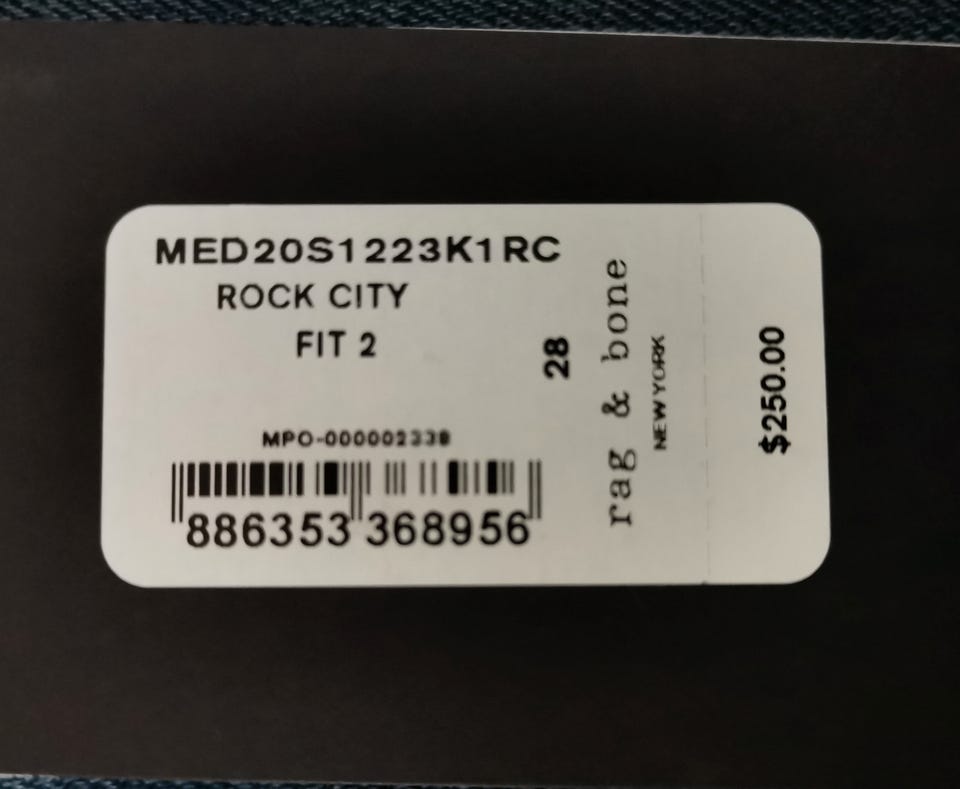 MED20S1223K1RC
ROCK CITY
FIT 2
28
MPO-000002338
886353 368956
rag & bone
NEW YORK
$250.00